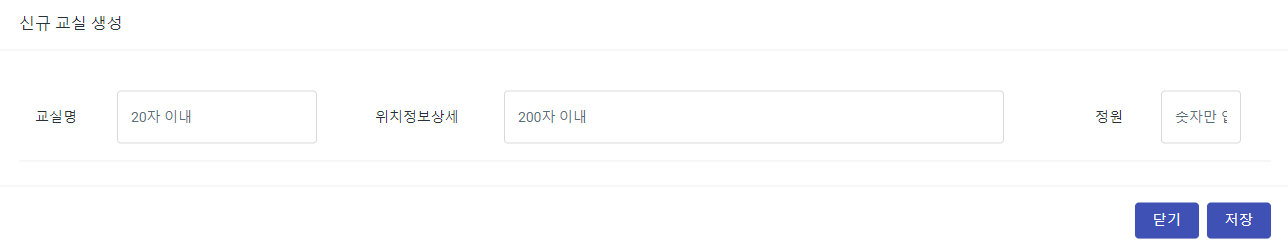 신규 교실 생성
교실명 20자 이내 위치정보상세 200자 이내 정원 숫자만
닫기 저장